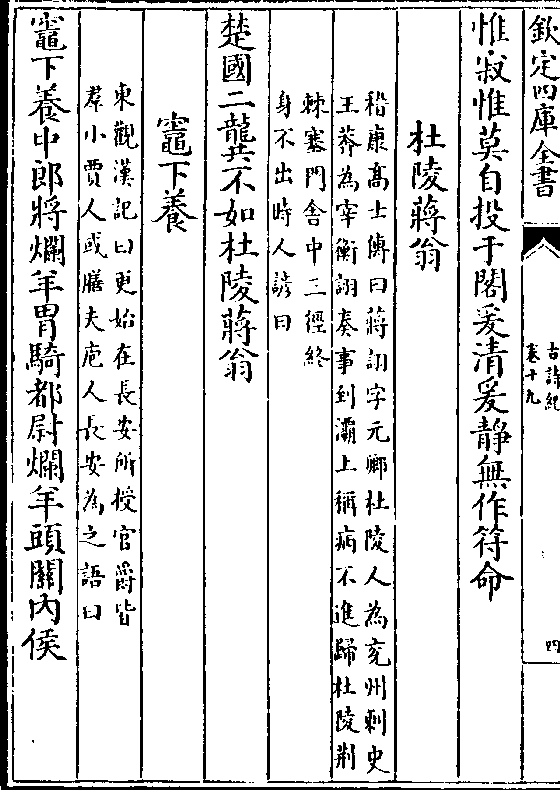 欽定四庫全書
古詩紀
卷十九
四
惟寂惟莫自投于閣爰清爰静無作符命
杜陵蔣翁
嵇康髙士傳曰蔣詡字元卿杜陵人為兖州刺史
王莽為宰衡詡奏事到灞上稱病不進歸杜陵荆
棘塞門舍中三徑終
身不出時人諺曰
楚國二龔不如杜陵蔣翁
竈下養
東觀漢記曰更始在長安所授官爵皆
羣小賈人或膳夫庖人長安為之語曰
竈下養中郎將爛羊胃騎都尉爛羊頭關内侯